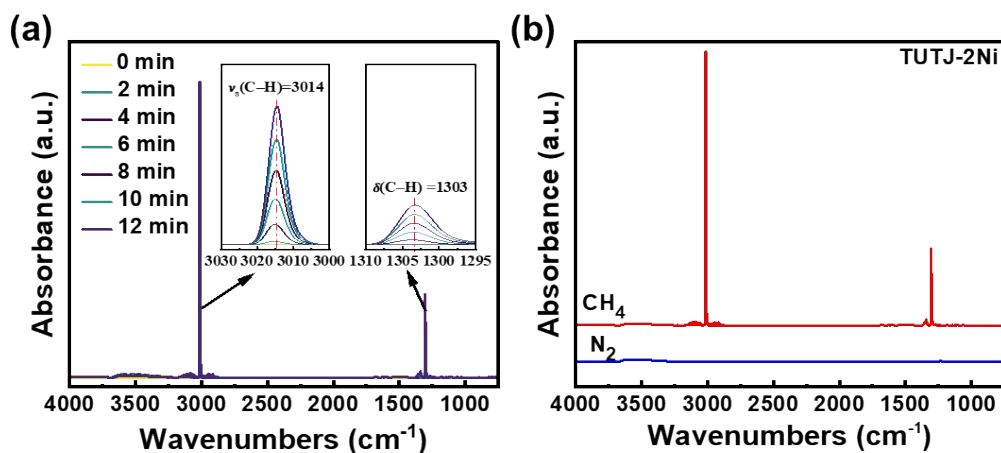 (a)
0 min
2 min
4 min
6 min
8 min
10 min
12 min
νs(C–H)=3014
3030 3020 3010 3000
δ(C–H) =1303
1310 1305 1300 1295
Absorbance (a.u.)
4000 3500 3000 2500 2000 1500 1000
Wavenumbers (cm⁻¹)
(b)
TUTJ-2Ni
CH₄
N₂
Absorbance (a.u.)
4000 3500 3000 2500 2000 1500 1000
Wavenumbers (cm⁻¹)